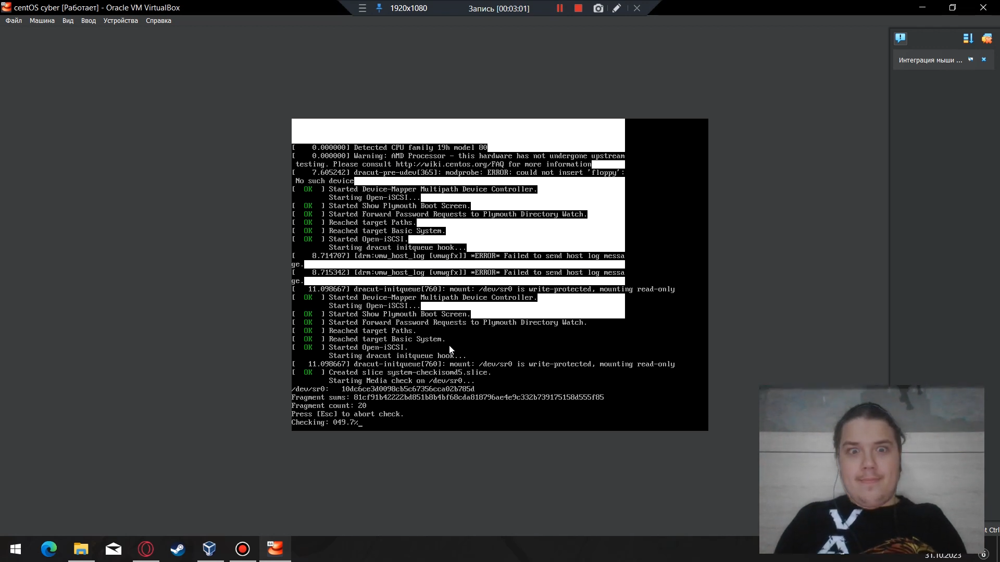 centOS cyber [Работает] - Oracle VM VirtualBox
1920x1080
Запись [00:03:01]
Файл Машина Вид Ввод Устройства Справка
Интеграция мыши ...
[    0.000000] Detected CPU family 19h model 80
[    0.000000] Warning: AMD Processor - this hardware has not undergone upstream
testing. Please consult http://wiki.centos.org/FAQ for more information
[    7.605242] dracut-pre-udev[365]: modprobe: ERROR: could not insert 'floppy':
No such device
[  OK  ] Started Device-Mapper Multipath Device Controller.
Starting Open-iSCSI...
[  OK  ] Started Show Plymouth Boot Screen.
[  OK  ] Started Forward Password Requests to Plymouth Directory Watch.
[  OK  ] Reached target Paths.
[  OK  ] Reached target Basic System.
[  OK  ] Started Open-iSCSI.
Starting dracut initqueue hook...
[    8.714707] [drm:vmw_host_log [vmwgfx]] *ERROR* Failed to send host log messa
ge.
[    8.715342] [drm:vmw_host_log [vmwgfx]] *ERROR* Failed to send host log messa
ge.
[   11.098667] dracut-initqueue[760]: mount: /dev/sr0 is write-protected, mounting read-only
[  OK  ] Started Device-Mapper Multipath Device Controller.
Starting Open-iSCSI...
[  OK  ] Started Show Plymouth Boot Screen.
[  OK  ] Started Forward Password Requests to Plymouth Directory Watch.
[  OK  ] Reached target Paths.
[  OK  ] Reached target Basic System.
[  OK  ] Started Open-iSCSI.
Starting dracut initqueue hook...
[   11.098667] dracut-initqueue[760]: mount: /dev/sr0 is write-protected, mounting read-only
[  OK  ] Created slice system-checkisomd5.slice.
Starting Media check on /dev/sr0...
/dev/sr0:   10dc6ce3d0098cb5c67356cca02b785d
Fragment sums: 81cf91b42222bd851b8b4bf68cda818796ae4e9c332b739175158d555f85
Fragment count: 20
Press [Esc] to abort check.
Checking: 049.7%_
t Ctrl
64
31.10.2023
6